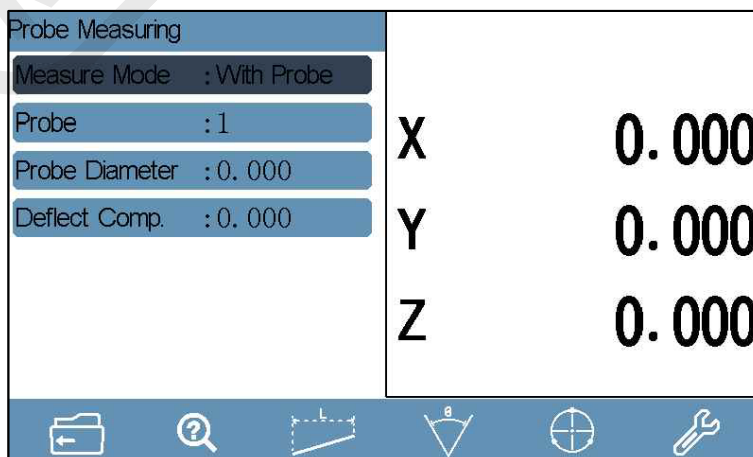 Probe Measuring
Measure Mode : With Probe
Probe : 1
Probe Diameter : 0.000
Deflect Comp. : 0.000
X 0.000
Y 0.000
Z 0.000
L
θ